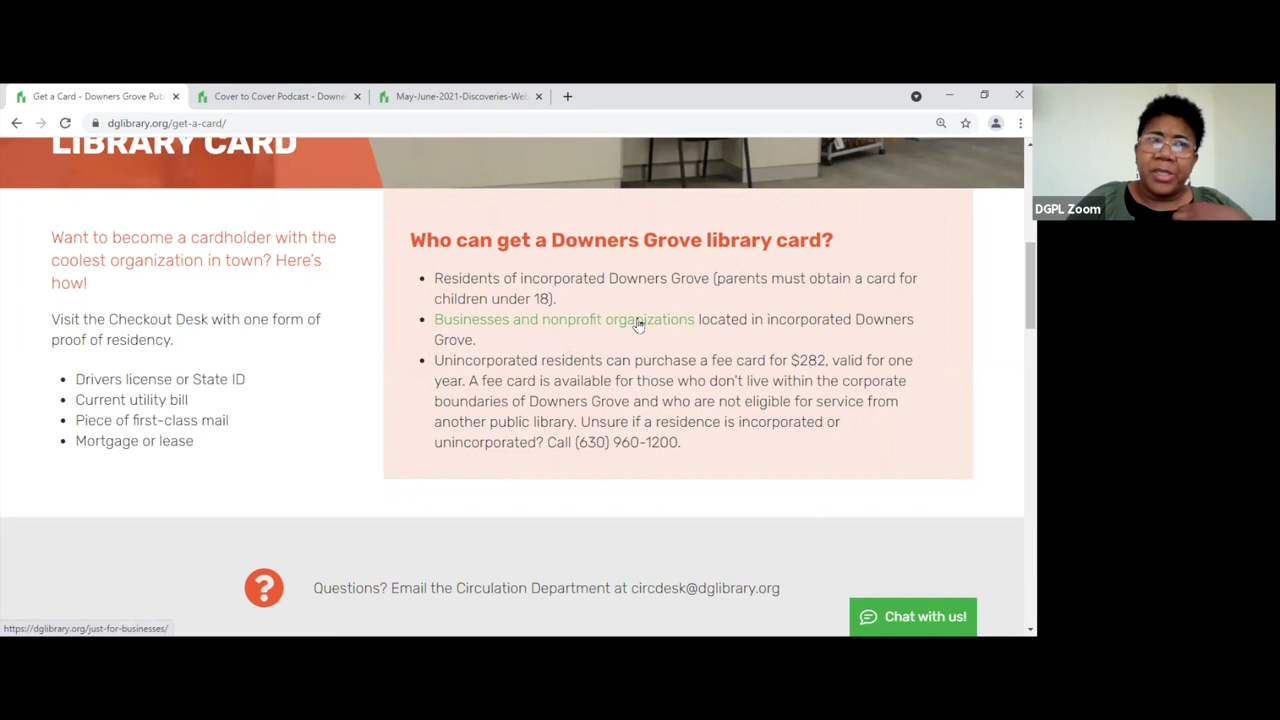 Get a Card - Downers Grove Pub
Cover to Cover Podcast - Downe
May-June-2021-Discoveries-Web
dglibrary.org/get-a-card/
LIBRARY CARD
DGPL Zoom
Want to become a cardholder with the
coolest organization in town? Here's
how!
Visit the Checkout Desk with one form of
proof of residency.
• Drivers license or State ID
• Current utility bill
• Piece of first-class mail
• Mortgage or lease
Who can get a Downers Grove library card?
• Residents of incorporated Downers Grove (parents must obtain a card for
children under 18).
• Businesses and nonprofit organizations located in incorporated Downers
Grove.
• Unincorporated residents can purchase a fee card for $282, valid for one
year. A fee card is available for those who don't live within the corporate
boundaries of Downers Grove and who are not eligible for service from
another public library. Unsure if a residence is incorporated or
unincorporated? Call (630) 960-1200.
? Questions? Email the Circulation Department at circdesk@dglibrary.org
Chat with us!
https://dglibrary.org/just-for-businesses/